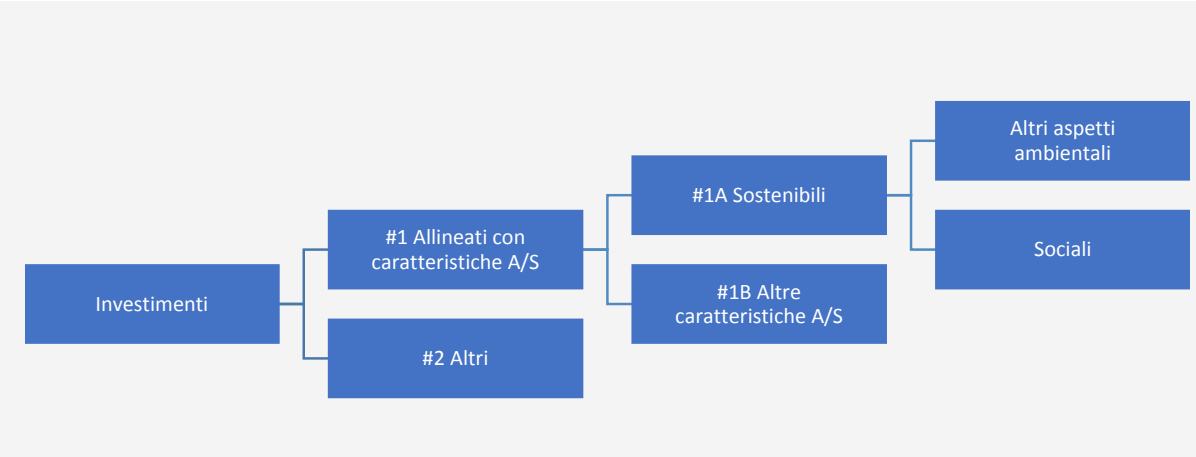 Investimenti
#1 Allineati con
caratteristiche A/S
#2 Altri
#1A Sostenibili
#1B Altre
caratteristiche A/S
Altri aspetti
ambientali
Sociali